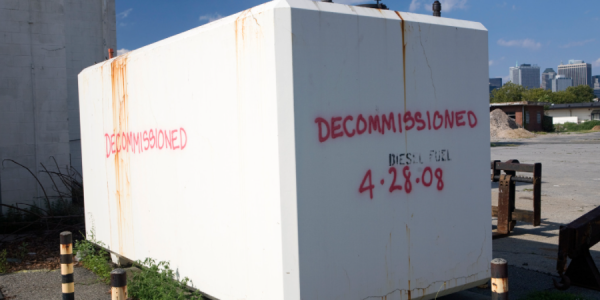 DECOMMISSIONED
DECOMMISSIONED
DIESEL FUEL
4.28.08